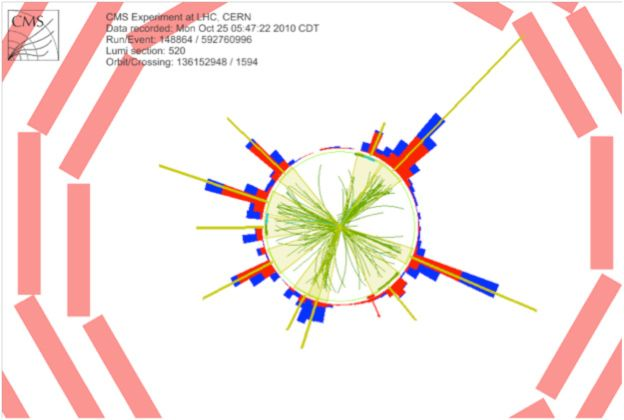 CMS
CMS Experiment at LHC, CERN
Data recorded: Mon Oct 25 05:47:22 2010 CDT
Run/Event: 148864 / 592760996
Lumi section: 520
Orbit/Crossing: 136152948 / 1594